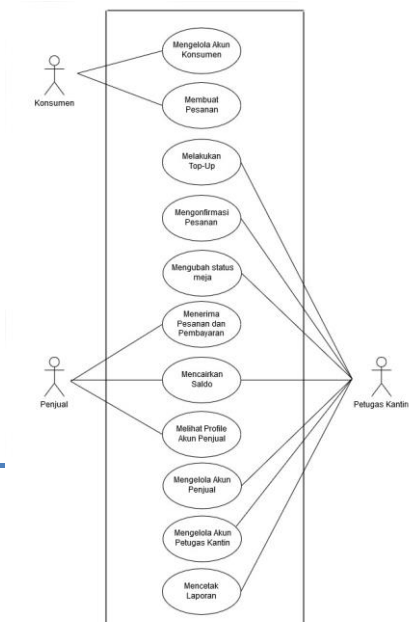 Mengelola Akun
Konsumen
Konsumen
Membuat
Pesanan
Melakukan
Top-Up
Mengonfirmasi
Pesanan
Mengubah status
meja
Menerima
Pesanan dan
Pembayaran
Mencairkan
Saldo
Penjual
Petugas Kantin
Melihat Profile
Akun Penjual
Mengelola Akun
Penjual
Mengelola Akun
Petugas Kantin
Mencetak
Laporan